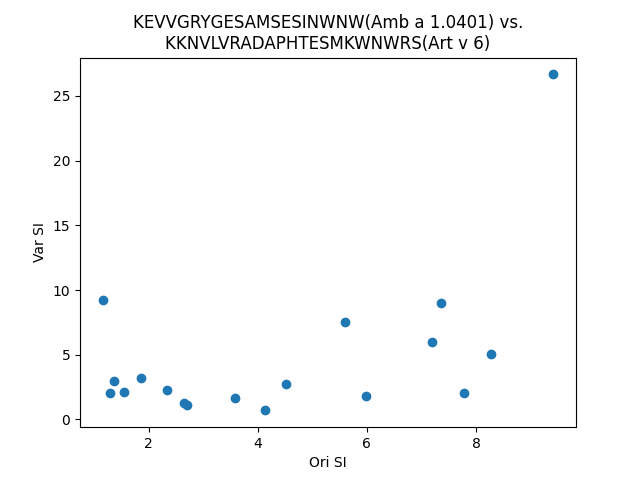 KEVVGRYGESAMSESINWNW(Amb a 1.0401) vs.
KKNVLVRADAPHTESMKWNWRS(Art v 6)
25
20
15
10
5
0
Var SI
2 4 6 8
Ori SI